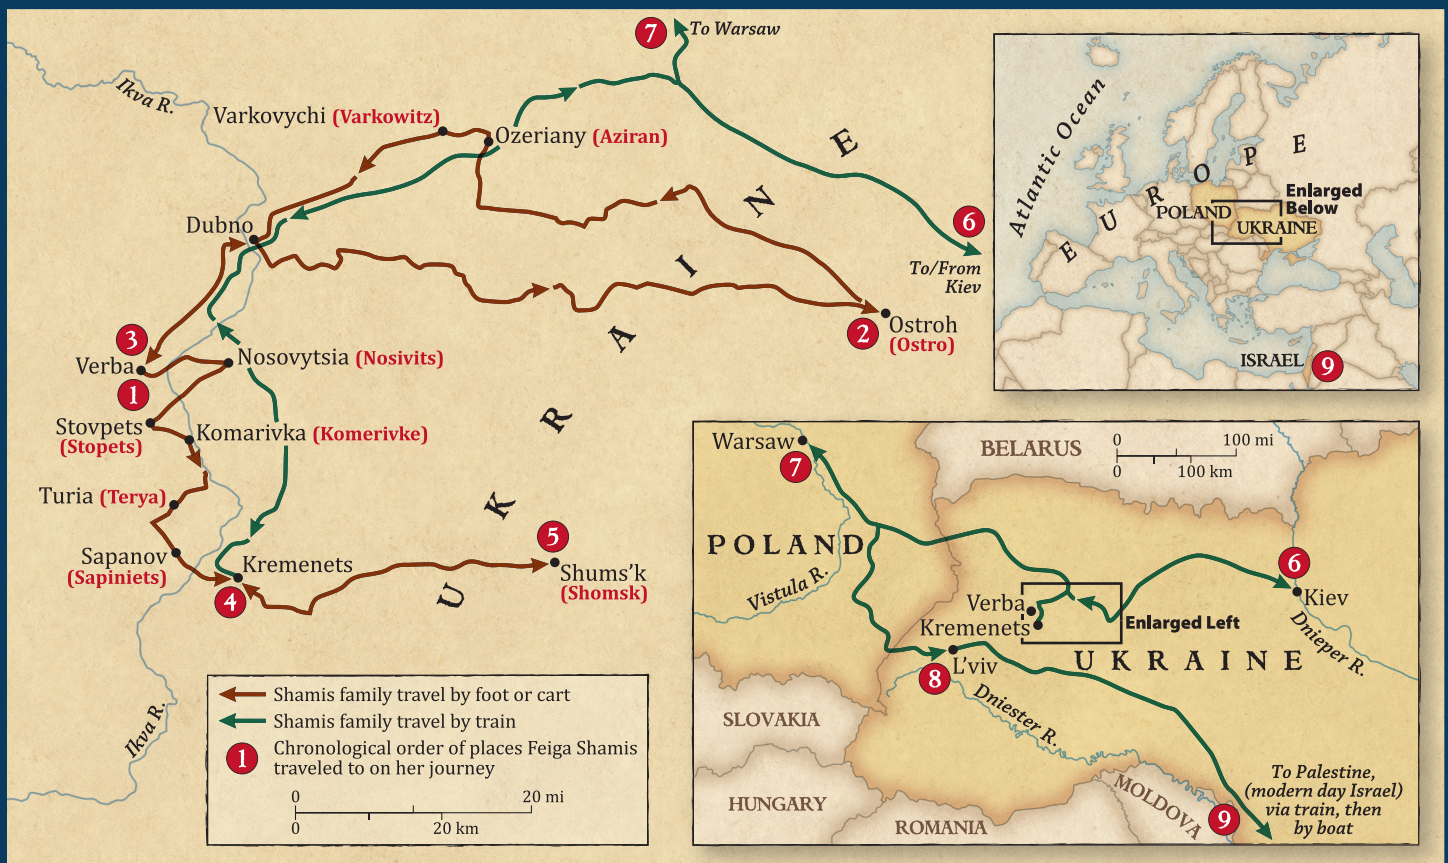 7
To Warsaw
Ikva R.
Varkovychi (Varkowitz)
Ozeriany (Aziran)
Dubno
6
To/From
Kiev
2
Ostroh
(Ostro)
3
Verba
1
Nosovytsia (Nosivits)
Stovpets
(Stopets)
Komarivka (Komerivke)
Turia (Terya)
Sapanov
(Sapiniets)
Kremenets
4
5
Shums'k
(Shomsk)
UKRAINE
Ikva R.
Shamis family travel by foot or cart
Shamis family travel by train
1
Chronological order of places Feiga Shamis
traveled to on her journey
0
20 mi
0
20 km
Atlantic Ocean
EUROPE
POLAND
UKRAINE
Enlarged
Below
ISRAEL
9
Warsaw
7
BELARUS
0
100 mi
0
100 km
POLAND
Vistula R.
6
Kiev
Dnieper R.
Verba
Kremenets
Enlarged Left
UKRAINE
L'viv
8
Dniester R.
SLOVAKIA
HUNGARY
ROMANIA
MOLDOVA
9
To Palestine,
(modern day Israel)
via train, then
by boat